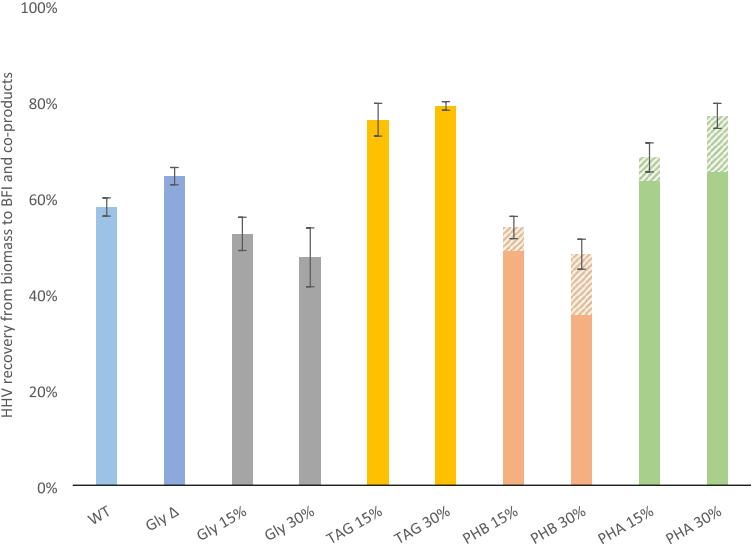 HHV recovery from biomass to BFI and co-products
100%
80%
60%
40%
20%
0%
WT
Gly Δ
Gly 15%
Gly 30%
TAG 15%
TAG 30%
PHB 15%
PHB 30%
PHA 15%
PHA 30%